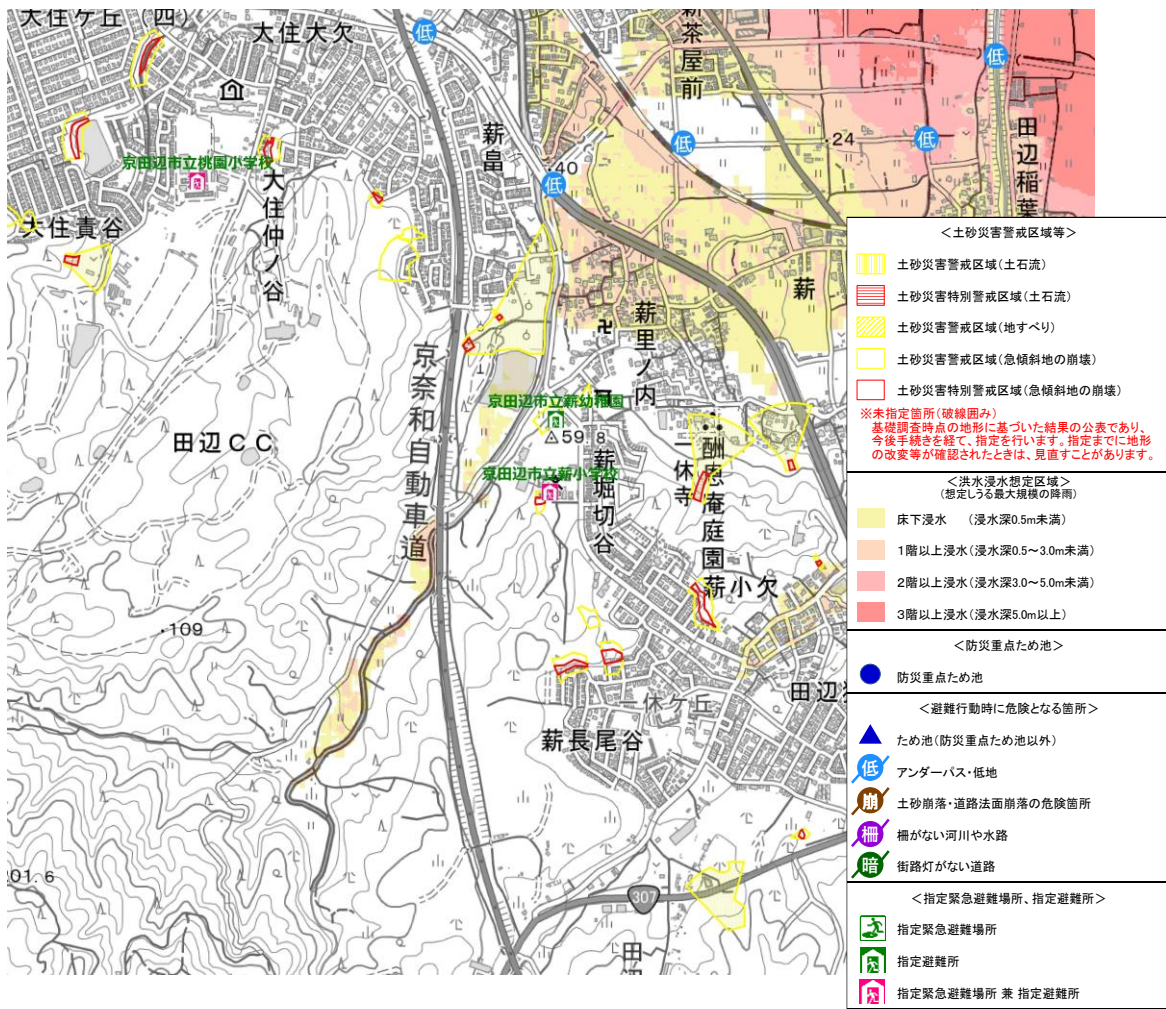 大住ケ丘(四)
大住大欠
新茶屋前
低
低
低
低
低
薪畠
40
24
京田辺市立桃園小学校
大住仲ノ谷
大住責谷
田辺稲葉
薪
薪里ノ内
京奈和自動車道
京田辺市立薪幼稚園
59
8
田辺CC
京田辺市立薪小学校
薪堀切谷
酬恩庵庭園
一休寺
薪小欠
109
一休ケ丘
薪長尾谷
01.6
307
<土砂災害警戒区域等>
土砂災害警戒区域(土石流)
土砂災害特別警戒区域(土石流)
土砂災害警戒区域(地すべり)
土砂災害警戒区域(急傾斜地の崩壊)
土砂災害特別警戒区域(急傾斜地の崩壊)
※未指定箇所(破線囲み)
基礎調査時点の地形に基づいた結果の公表であり、
今後手続きを経て、指定を行います。指定までに地形
の改変等が確認されたときは、見直すことがあります。
<洪水浸水想定区域>
(想定しうる最大規模の降雨)
床下浸水 (浸水深0.5m未満)
1階以上浸水(浸水深0.5~3.0m未満)
2階以上浸水(浸水深3.0~5.0m未満)
3階以上浸水(浸水深5.0m以上)
<防災重点ため池>
防災重点ため池
<避難行動時に危険となる箇所>
ため池(防災重点ため池以外)
低 アンダーパス・低地
崩 土砂崩落・道路法面崩落の危険箇所
柵 柵がない河川や水路
暗 街路灯がない道路
<指定緊急避難場所、指定避難所>
指定緊急避難場所
指定避難所
指定緊急避難場所 兼 指定避難所